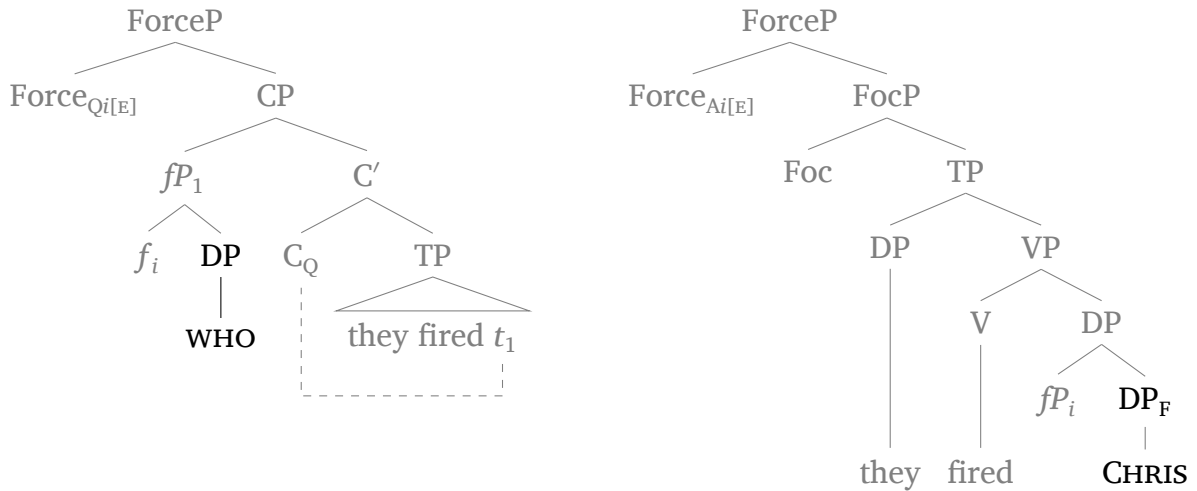 ForceP ForceP
Force_Qi[E] CP Force_Ai[E] FocP
fP_1 C′ Foc TP
f_i DP C_Q TP DP VP
WHO they fired t_1 V DP
fP_i DP_F
they fired CHRIS